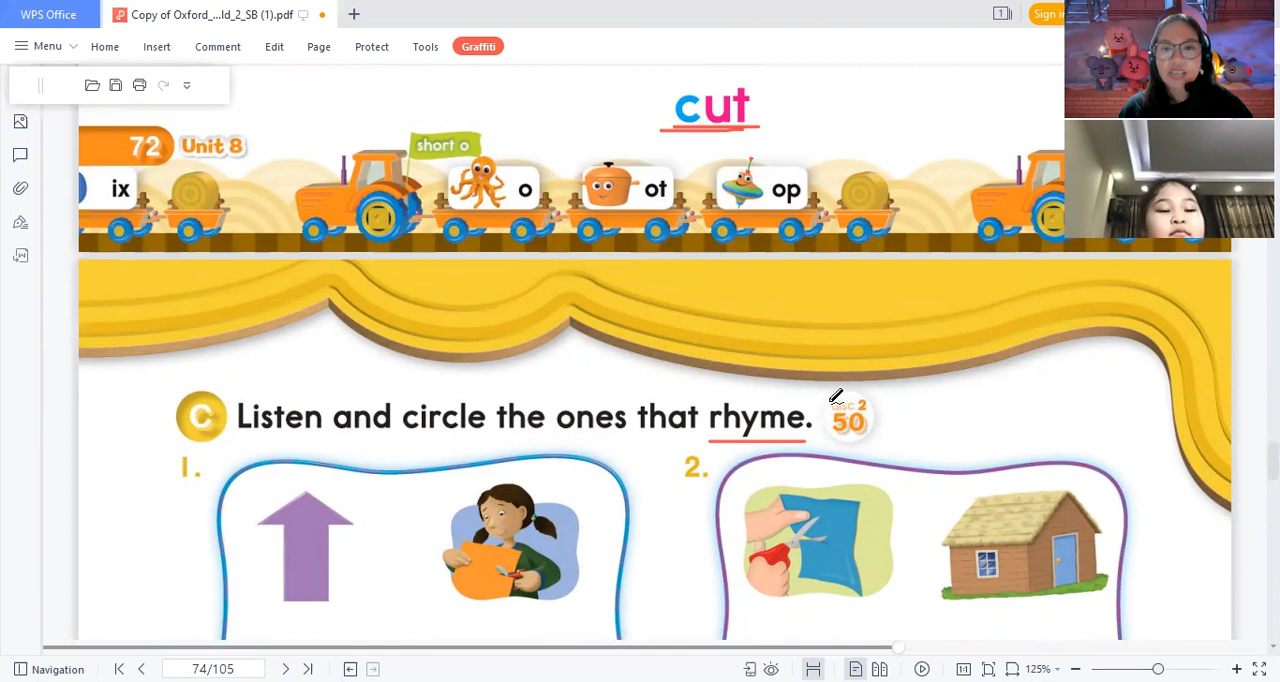 WPS Office
Copy of Oxford_...ld_2_SB (1).pdf
1
Sign in
Menu
Home
Insert
Comment
Edit
Page
Protect
Tools
Graffiti
cut
72 Unit 8
short o
ix
o
ot
op
C Listen and circle the ones that rhyme.
2
50
1.
2.
Navigation
74/105
125%